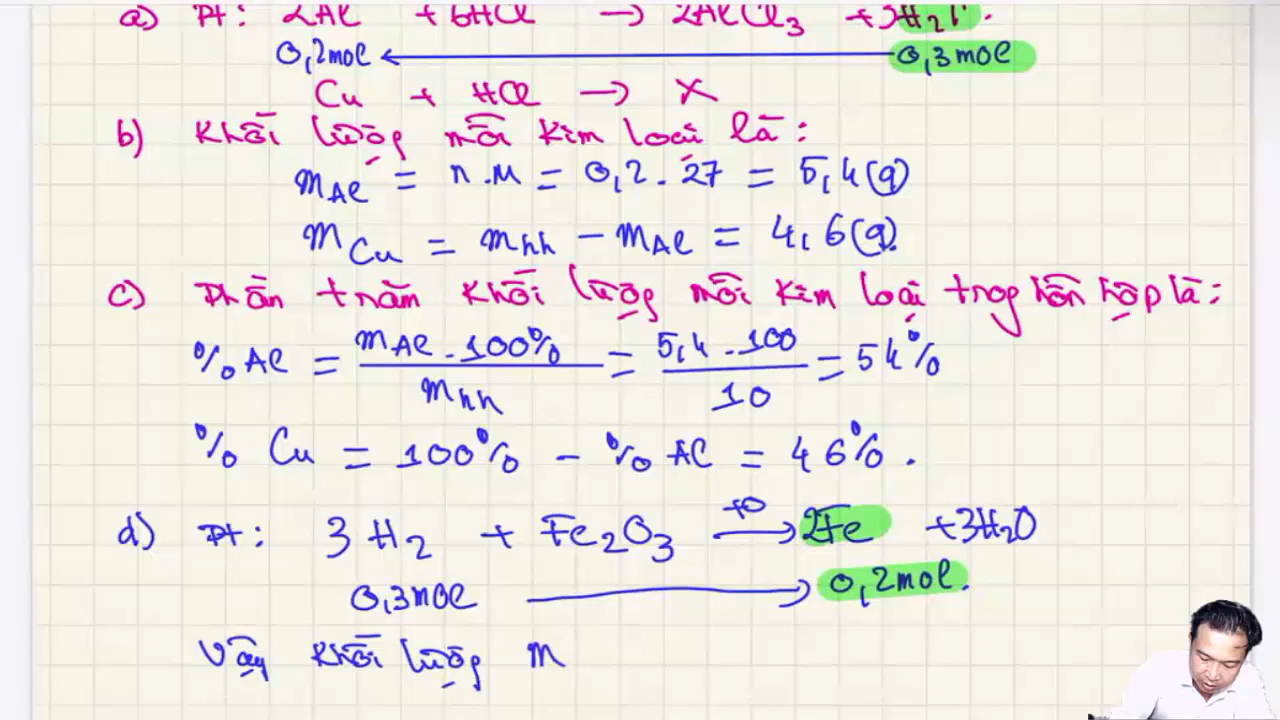 a) Pt: 2Al + 6HCl → 2AlCl₃ + 3H₂↑.
0,2mol ← 0,3mol
Cu + HCl → X
b) Khối lượng mỗi kim loại là:
mAl = n.M = 0,2 . 27 = 5,4(g)
mCu = mhh − mAl = 4,6(g).
c) Phần trăm khối lượng mỗi kim loại trog hỗn hợp là:
%Al = mAl . 100% / mhh = 5,4 . 100 / 10 = 54%
% Cu = 100% − % Al = 46% .
d) Pt: 3H₂ + Fe₂O₃ →(t°) 2Fe + 3H₂O
0,3mol → 0,2mol.
Vậy khối lượng m